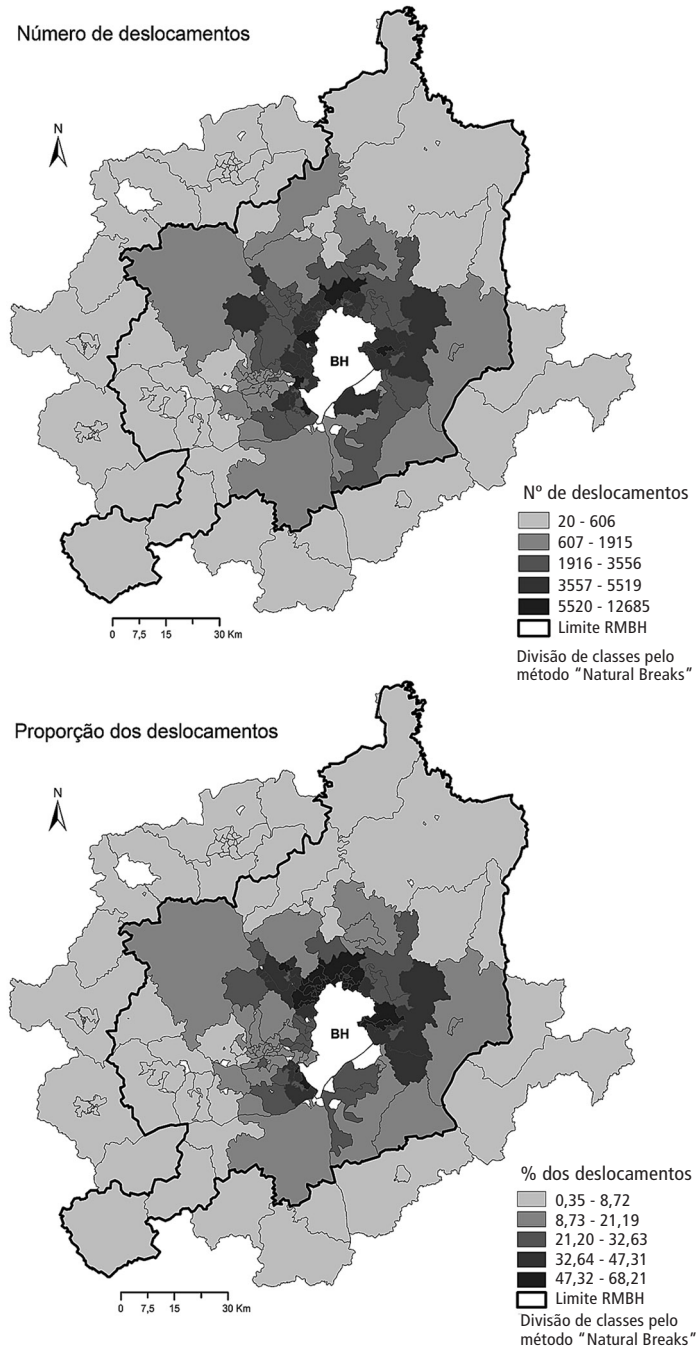 Número de deslocamentos
N
BH
Nº de deslocamentos
20 - 606
607 - 1915
1916 - 3556
3557 - 5519
5520 - 12685
Limite RMBH
Divisão de classes pelo
método “Natural Breaks”
0 7,5 15 30 Km
Proporção dos deslocamentos
N
BH
% dos deslocamentos
0,35 - 8,72
8,73 - 21,19
21,20 - 32,63
32,64 - 47,31
47,32 - 68,21
Limite RMBH
Divisão de classes pelo
método “Natural Breaks”
0 7,5 15 30 Km